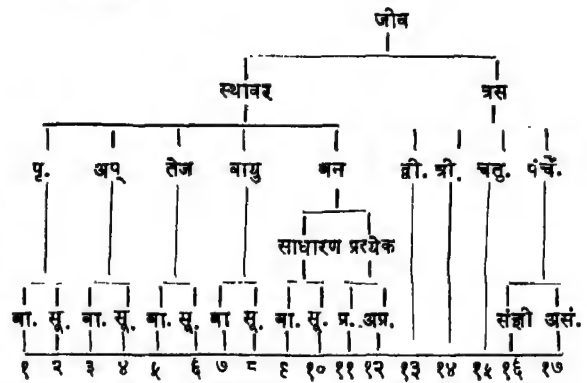 जीव
स्थावर त्रस
पृ. अप् तेज वायु वन द्वी. त्री. चतु. पंचें.
साधारण प्रत्येक
बा. सू. बा. सू. बा. सू. बा सू. बा. सू. प्र. अप्र. संज्ञी असं.
१ २ ३ ४ ५ ६ ७ ८ ९ १० ११ १२ १३ १४ १५ १६ १७